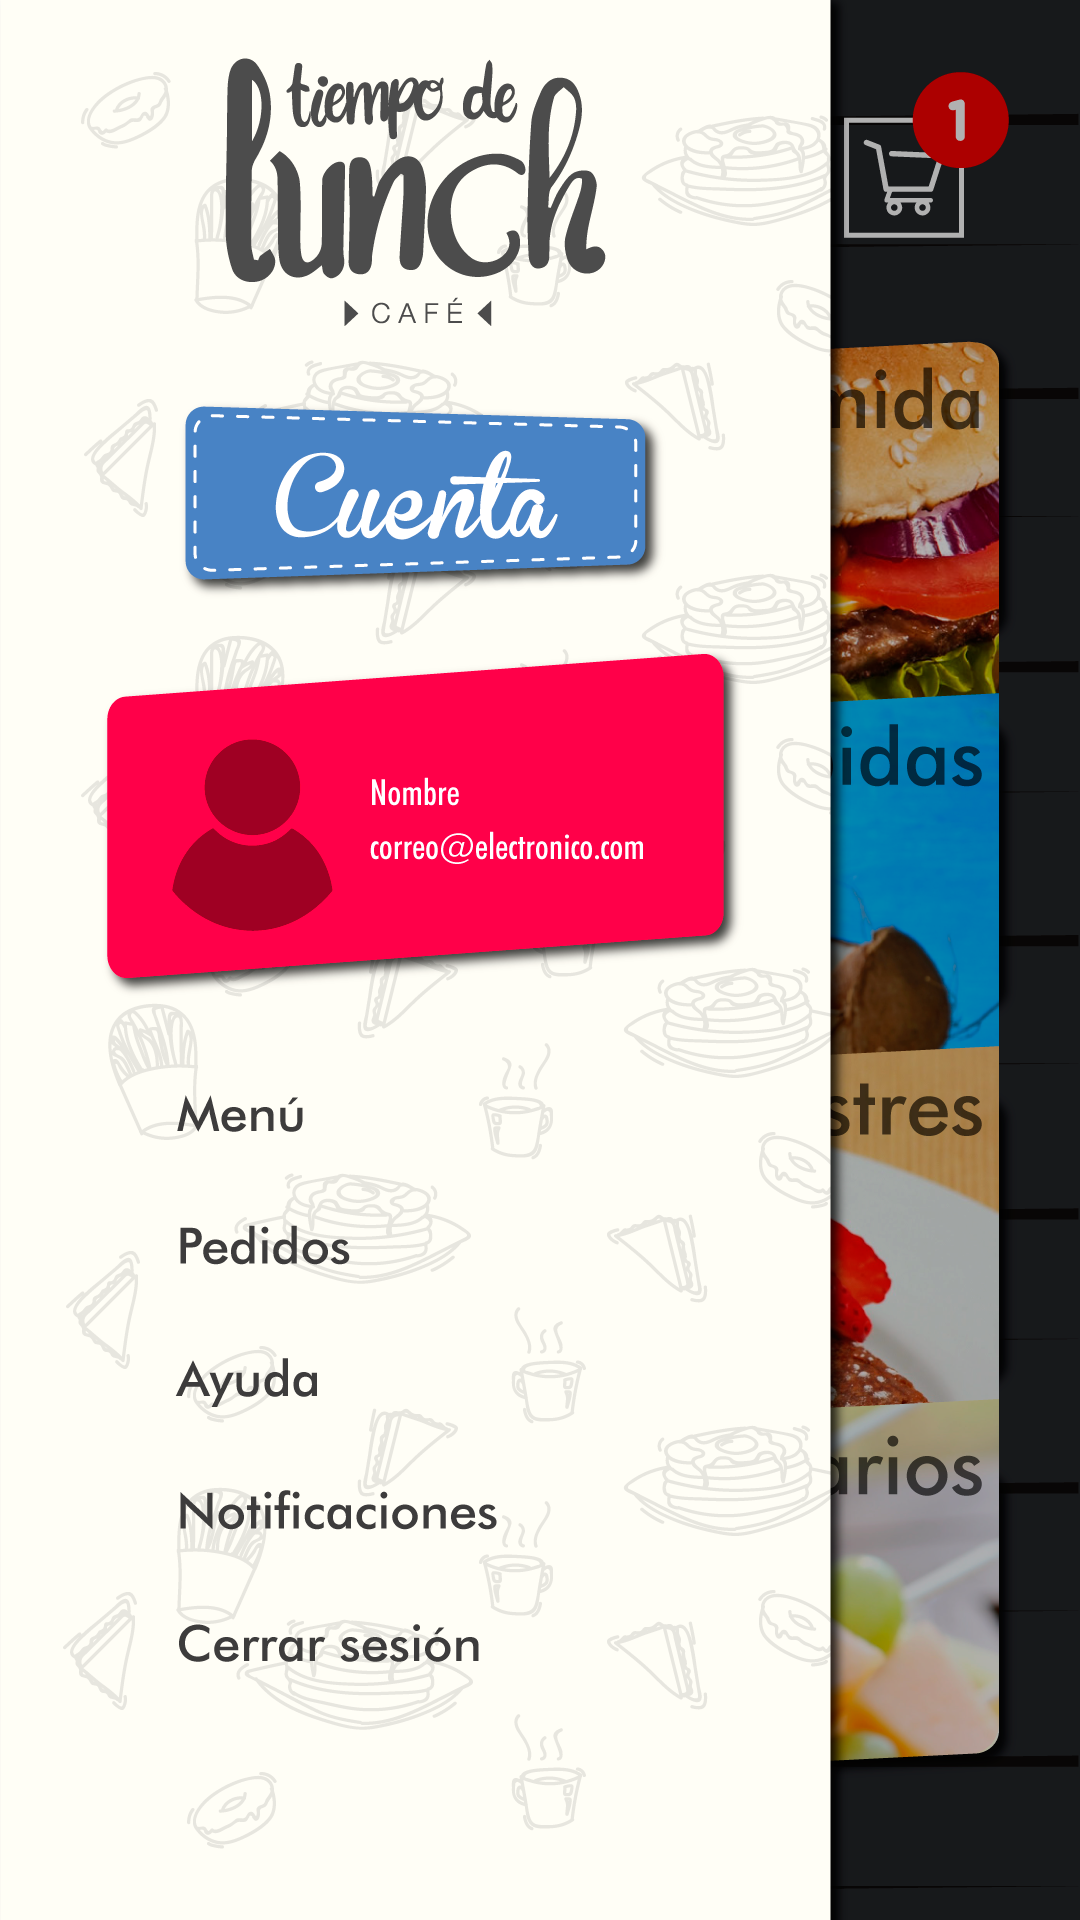 tiempo de
lunch
CAFÉ
1
Cuenta
mida
idas
Nombre
correo@electronico.com
Menú
stres
Pedidos
Ayuda
arios
Notificaciones
Cerrar sesión